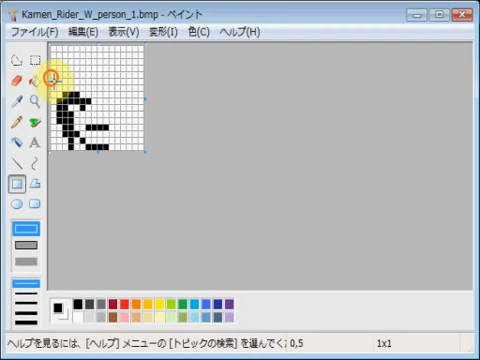 Kamen_Rider_W_person_1.bmp - ペイント
ファイル(F) 編集(E) 表示(V) 変形(I) 色(C) ヘルプ(H)
A
ヘルプを見るには、[ヘルプ] メニューの [トピックの検索] を選んでく; 0,5 1x1